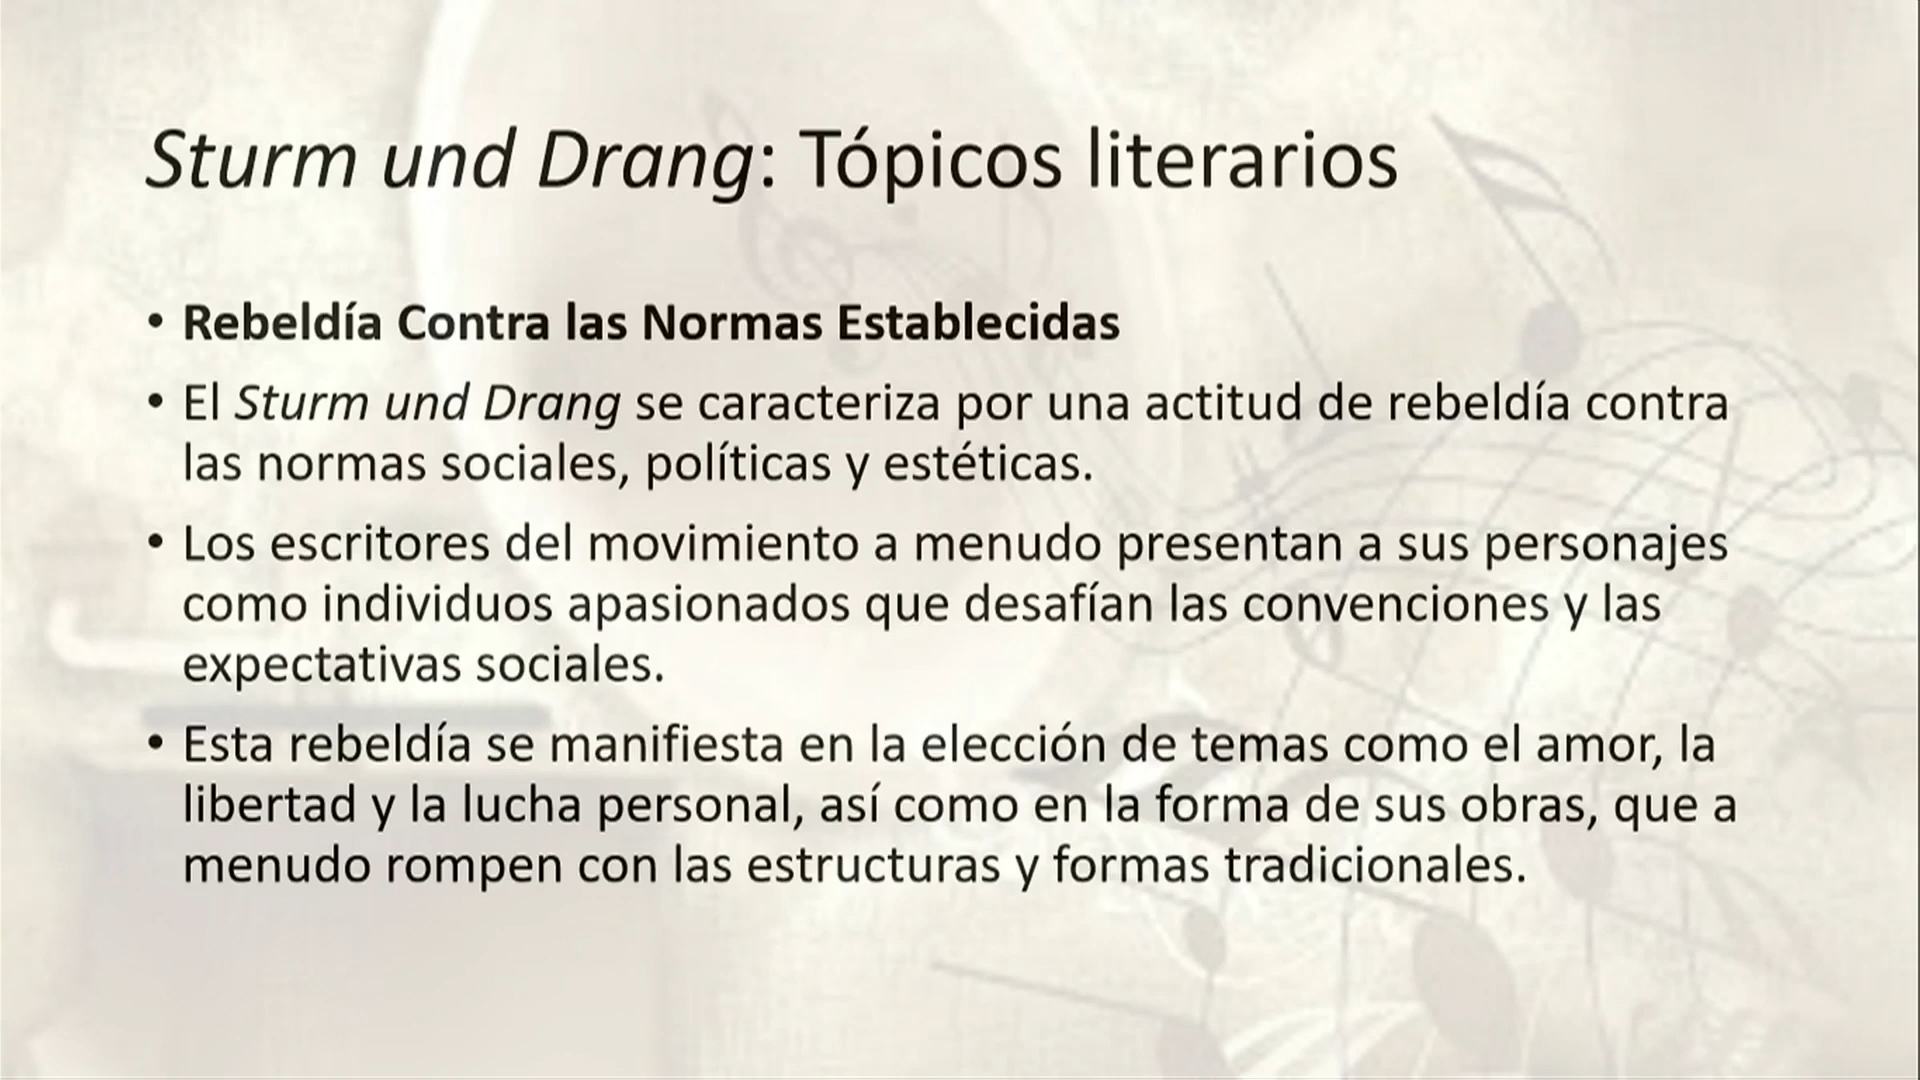 Sturm und Drang: Tópicos literarios
• Rebeldía Contra las Normas Establecidas
• El Sturm und Drang se caracteriza por una actitud de rebeldía contra
las normas sociales, políticas y estéticas.
• Los escritores del movimiento a menudo presentan a sus personajes
como individuos apasionados que desafían las convenciones y las
expectativas sociales.
• Esta rebeldía se manifiesta en la elección de temas como el amor, la
libertad y la lucha personal, así como en la forma de sus obras, que a
menudo rompen con las estructuras y formas tradicionales.